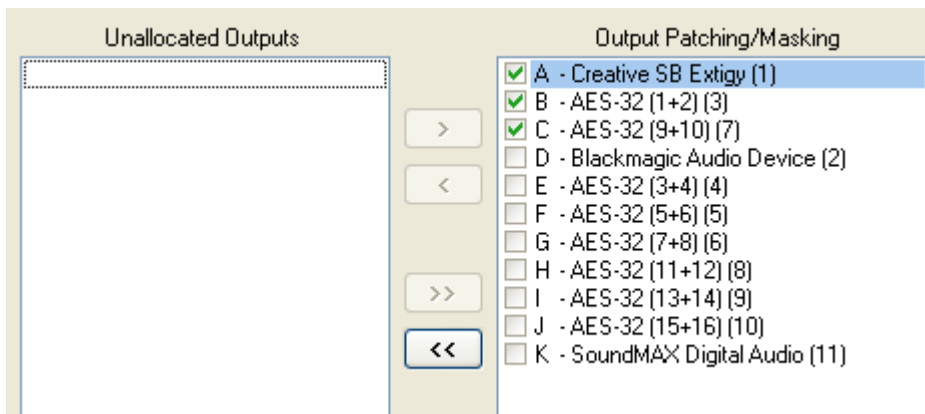 Unallocated Outputs
Output Patching/Masking
>
<
>>
<<
A - Creative SB Extigy (1)
B - AES-32 (1+2) (3)
C - AES-32 (9+10) (7)
D - Blackmagic Audio Device (2)
E - AES-32 (3+4) (4)
F - AES-32 (5+6) (5)
G - AES-32 (7+8) (6)
H - AES-32 (11+12) (8)
I - AES-32 (13+14) (9)
J - AES-32 (15+16) (10)
K - SoundMAX Digital Audio (11)